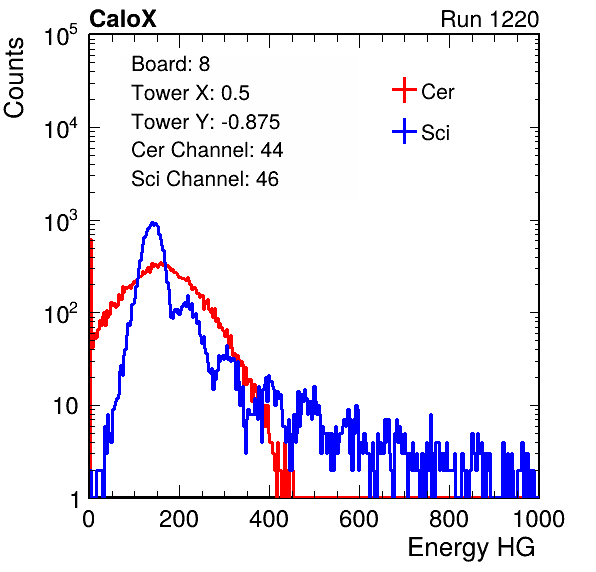 CaloX Run 1220
Counts
Board: 8
Tower X: 0.5
Tower Y: -0.875
Cer Channel: 44
Sci Channel: 46
Cer
Sci
10^5
10^4
10^3
10^2
10
1
0 200 400 600 800 1000
Energy HG